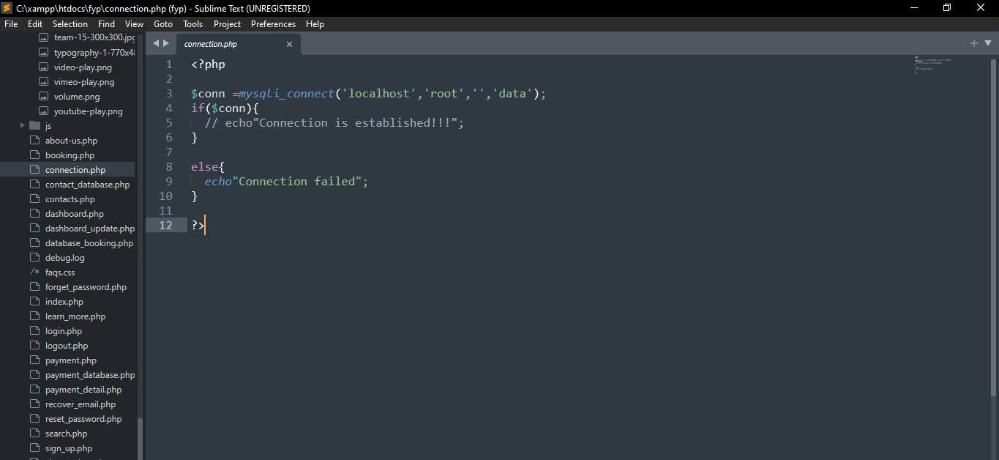 C:\xampp\htdocs\fyp\connection.php (fyp) - Sublime Text (UNREGISTERED)
File Edit Selection Find View Goto Tools Project Preferences Help
team-15-300x300.jpg
typography-1-770x48
video-play.png
vimeo-play.png
volume.png
youtube-play.png
js
about-us.php
booking.php
connection.php
contact_database.php
contacts.php
dashboard.php
dashboard_update.php
database_booking.php
debug.log
/* faqs.css
forget_password.php
index.php
learn_more.php
login.php
logout.php
payment.php
payment_database.php
payment_detail.php
recover_email.php
reset_password.php
search.php
sign_up.php
connection.php
1 <?php
2
3 $conn =mysqli_connect('localhost','root','','data');
4 if($conn){
5 // echo"Connection is established!!!";
6 }
7
8 else{
9 echo"Connection failed";
10 }
11
12 ?>